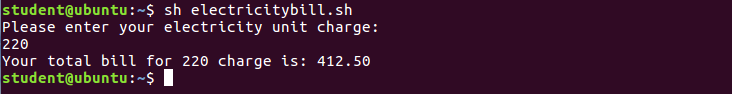 student@ubuntu:~$ sh electricitybill.sh
Please enter your electricity unit charge:
220
Your total bill for 220 charge is: 412.50
student@ubuntu:~$